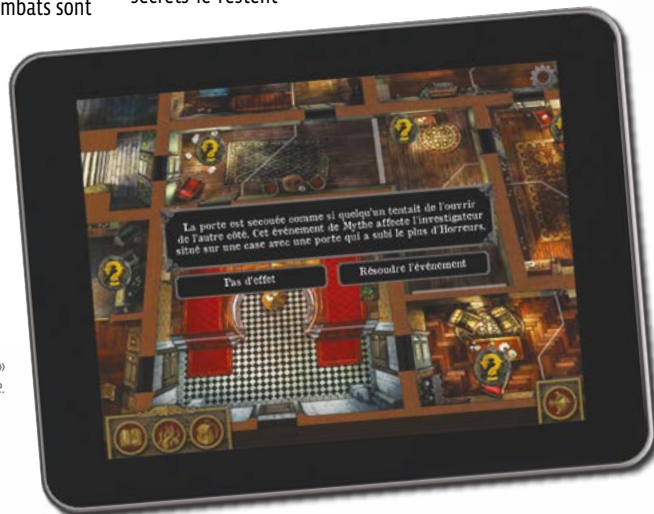 mbats sont
secrets le restent
La porte est secouée comme si quelqu'un tentait de l'ouvrir
de l'autre côté. Cet événement de Mythe affecte l'investigateur
situé sur une case avec une porte qui a subi le plus d'Horreurs.
Pas d'effet
Résoudre l'événement
»
2.